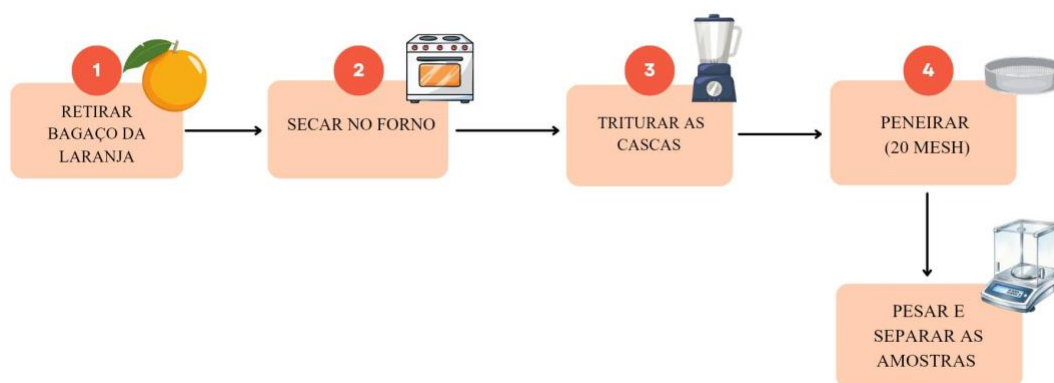 1
RETIRAR
BAGAÇO DA
LARANJA
2
SECAR NO FORNO
3
TRITURAR AS
CASCAS
4
PENEIRAR
(20 MESH)
PESAR E
SEPARAR AS
AMOSTRAS